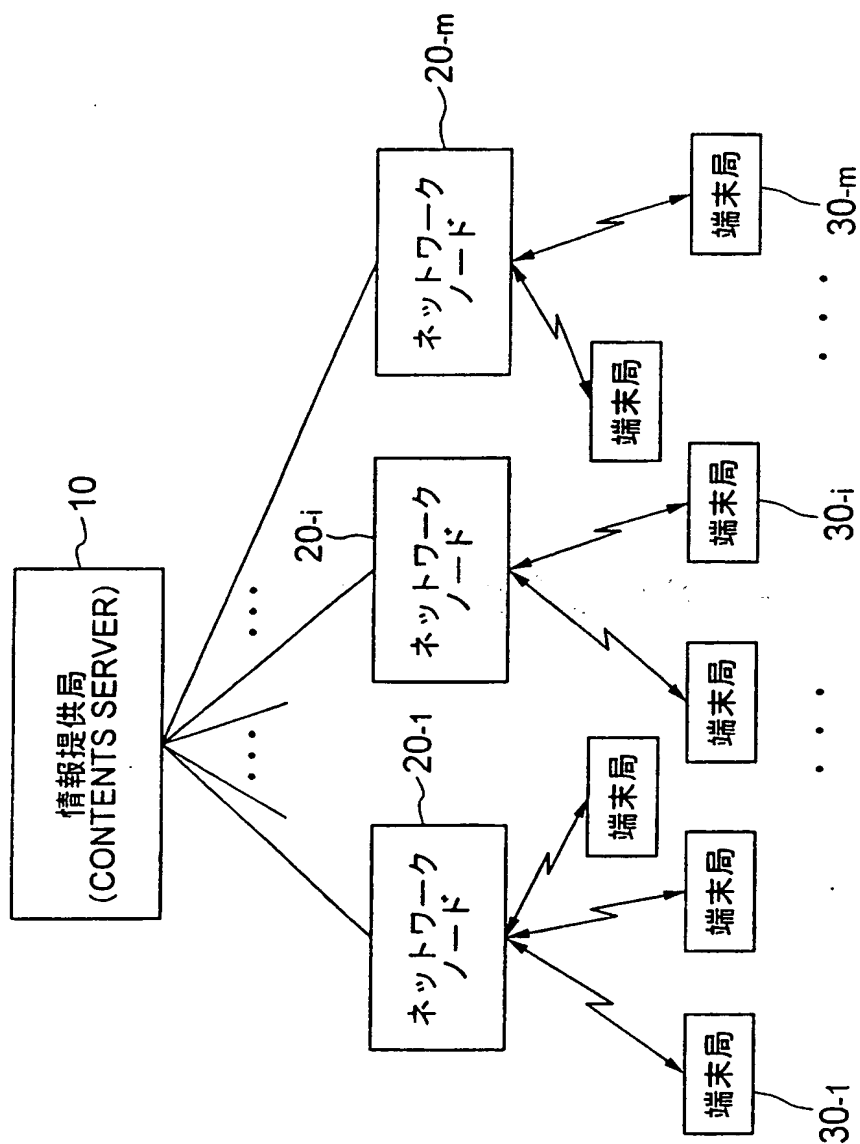 情報提供局
(CONTENTS SERVER)
10
20-1
20-i
20-m
ネットワーク
ノード
ネットワーク
ノード
ネットワーク
ノード
端末局
端末局
端末局
端末局
端末局
端末局
端末局
30-1
30-i
30-m